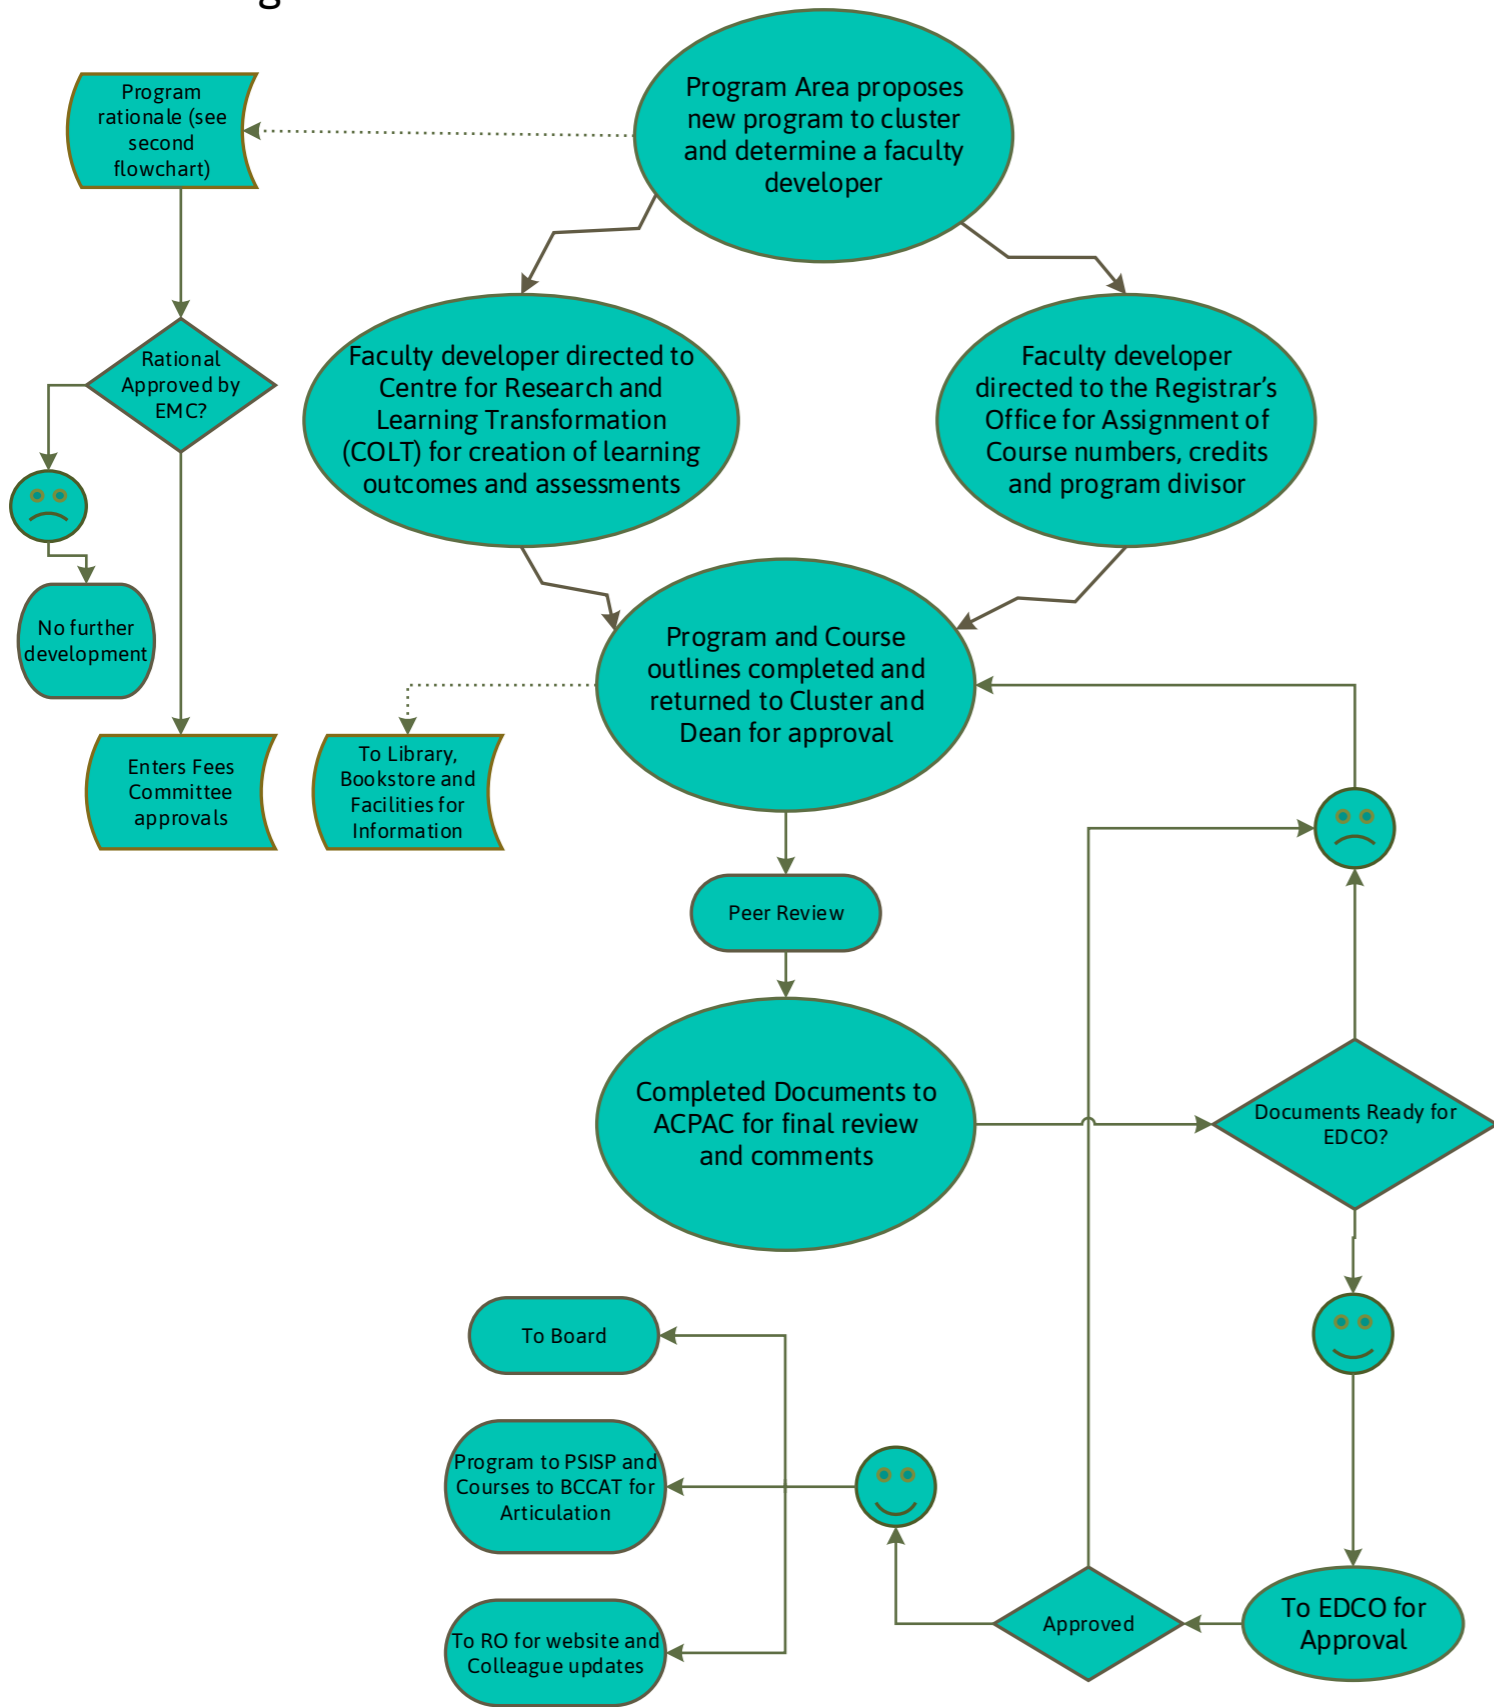 Program Area proposes
new program to cluster
and determine a faculty
developer
Program
rationale (see
second
flowchart)
Rational
Approved by
EMC?
Faculty developer directed to
Centre for Research and
Learning Transformation
(COLT) for creation of learning
outcomes and assessments
Faculty developer
directed to the Registrar's
Office for Assignment of
Course numbers, credits
and program divisor
No further
development
Program and Course
outlines completed and
returned to Cluster and
Dean for approval
Enters Fees
Committee
approvals
To Library,
Bookstore and
Facilities for
Information
Peer Review
Completed Documents to
ACPAC for final review
and comments
Documents Ready for
EDCO?
To Board
Program to PSISP and
Courses to BCCAT for
Articulation
To RO for website and
Colleague updates
Approved
To EDCO for
Approval